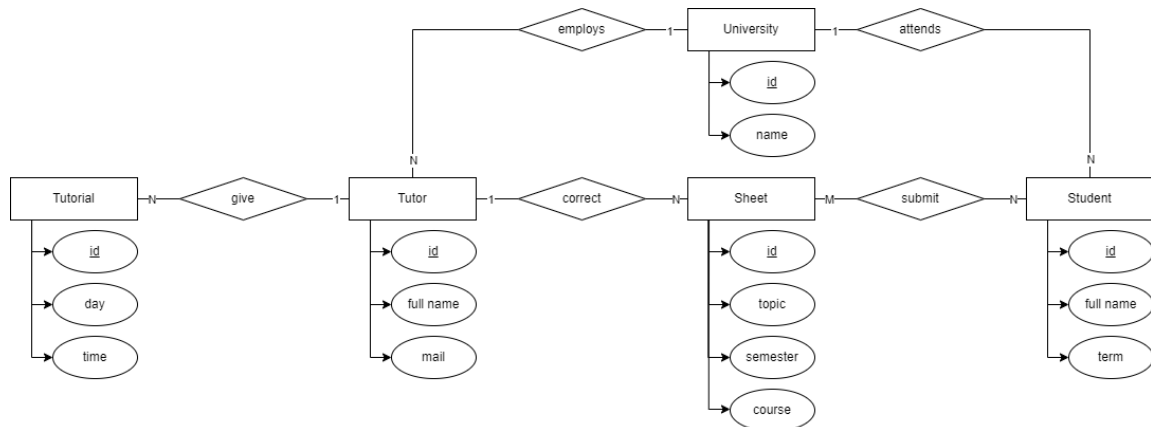 employs
1
University
1
attends
id
name
N
N
Tutorial
N
give
1
Tutor
1
correct
N
Sheet
M
submit
N
Student
id
id
id
id
day
full name
topic
full name
time
mail
semester
term
course